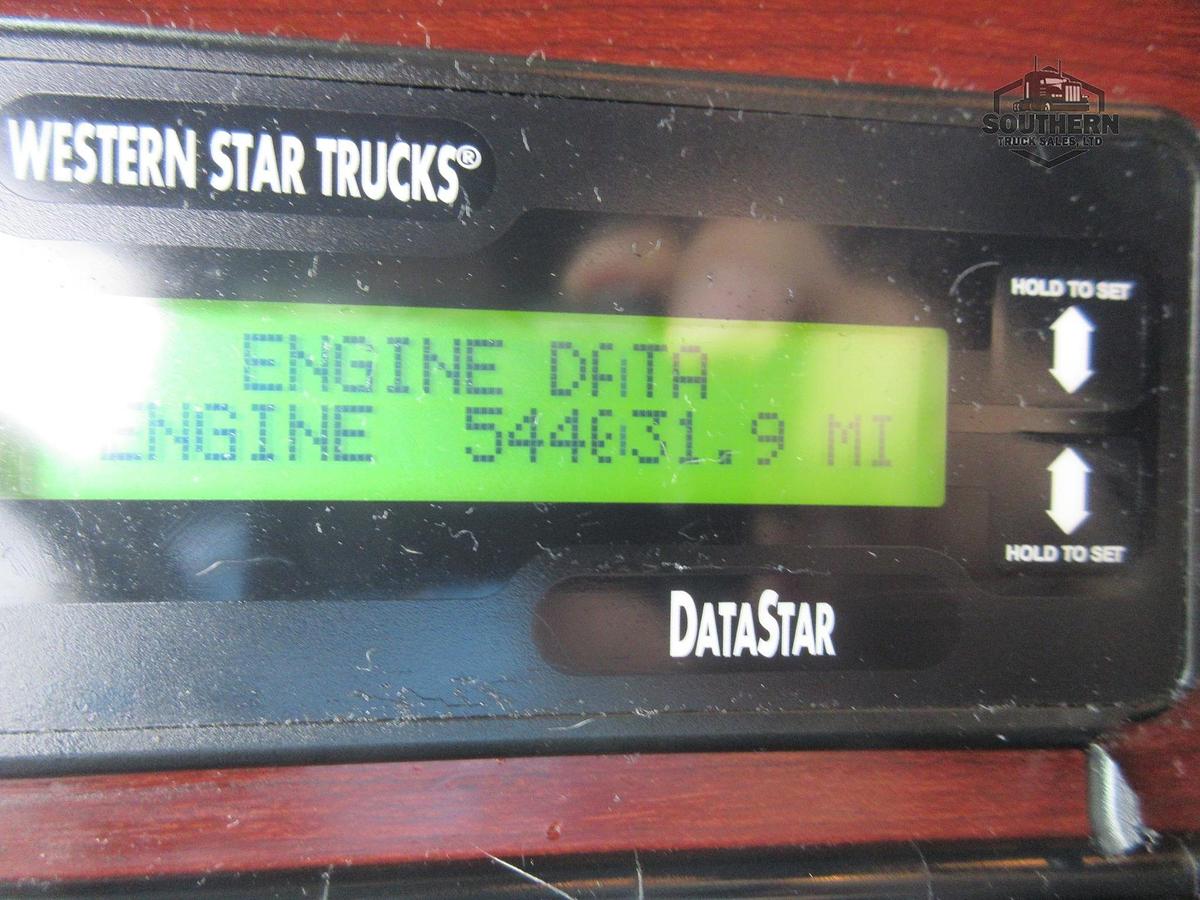 WESTERN STAR TRUCKS®
SOUTHERN
TRUCK SALES, LTD
HOLD TO SET
ENGINE DATA
ENGINE 544031.9 MI
HOLD TO SET
DATASTAR